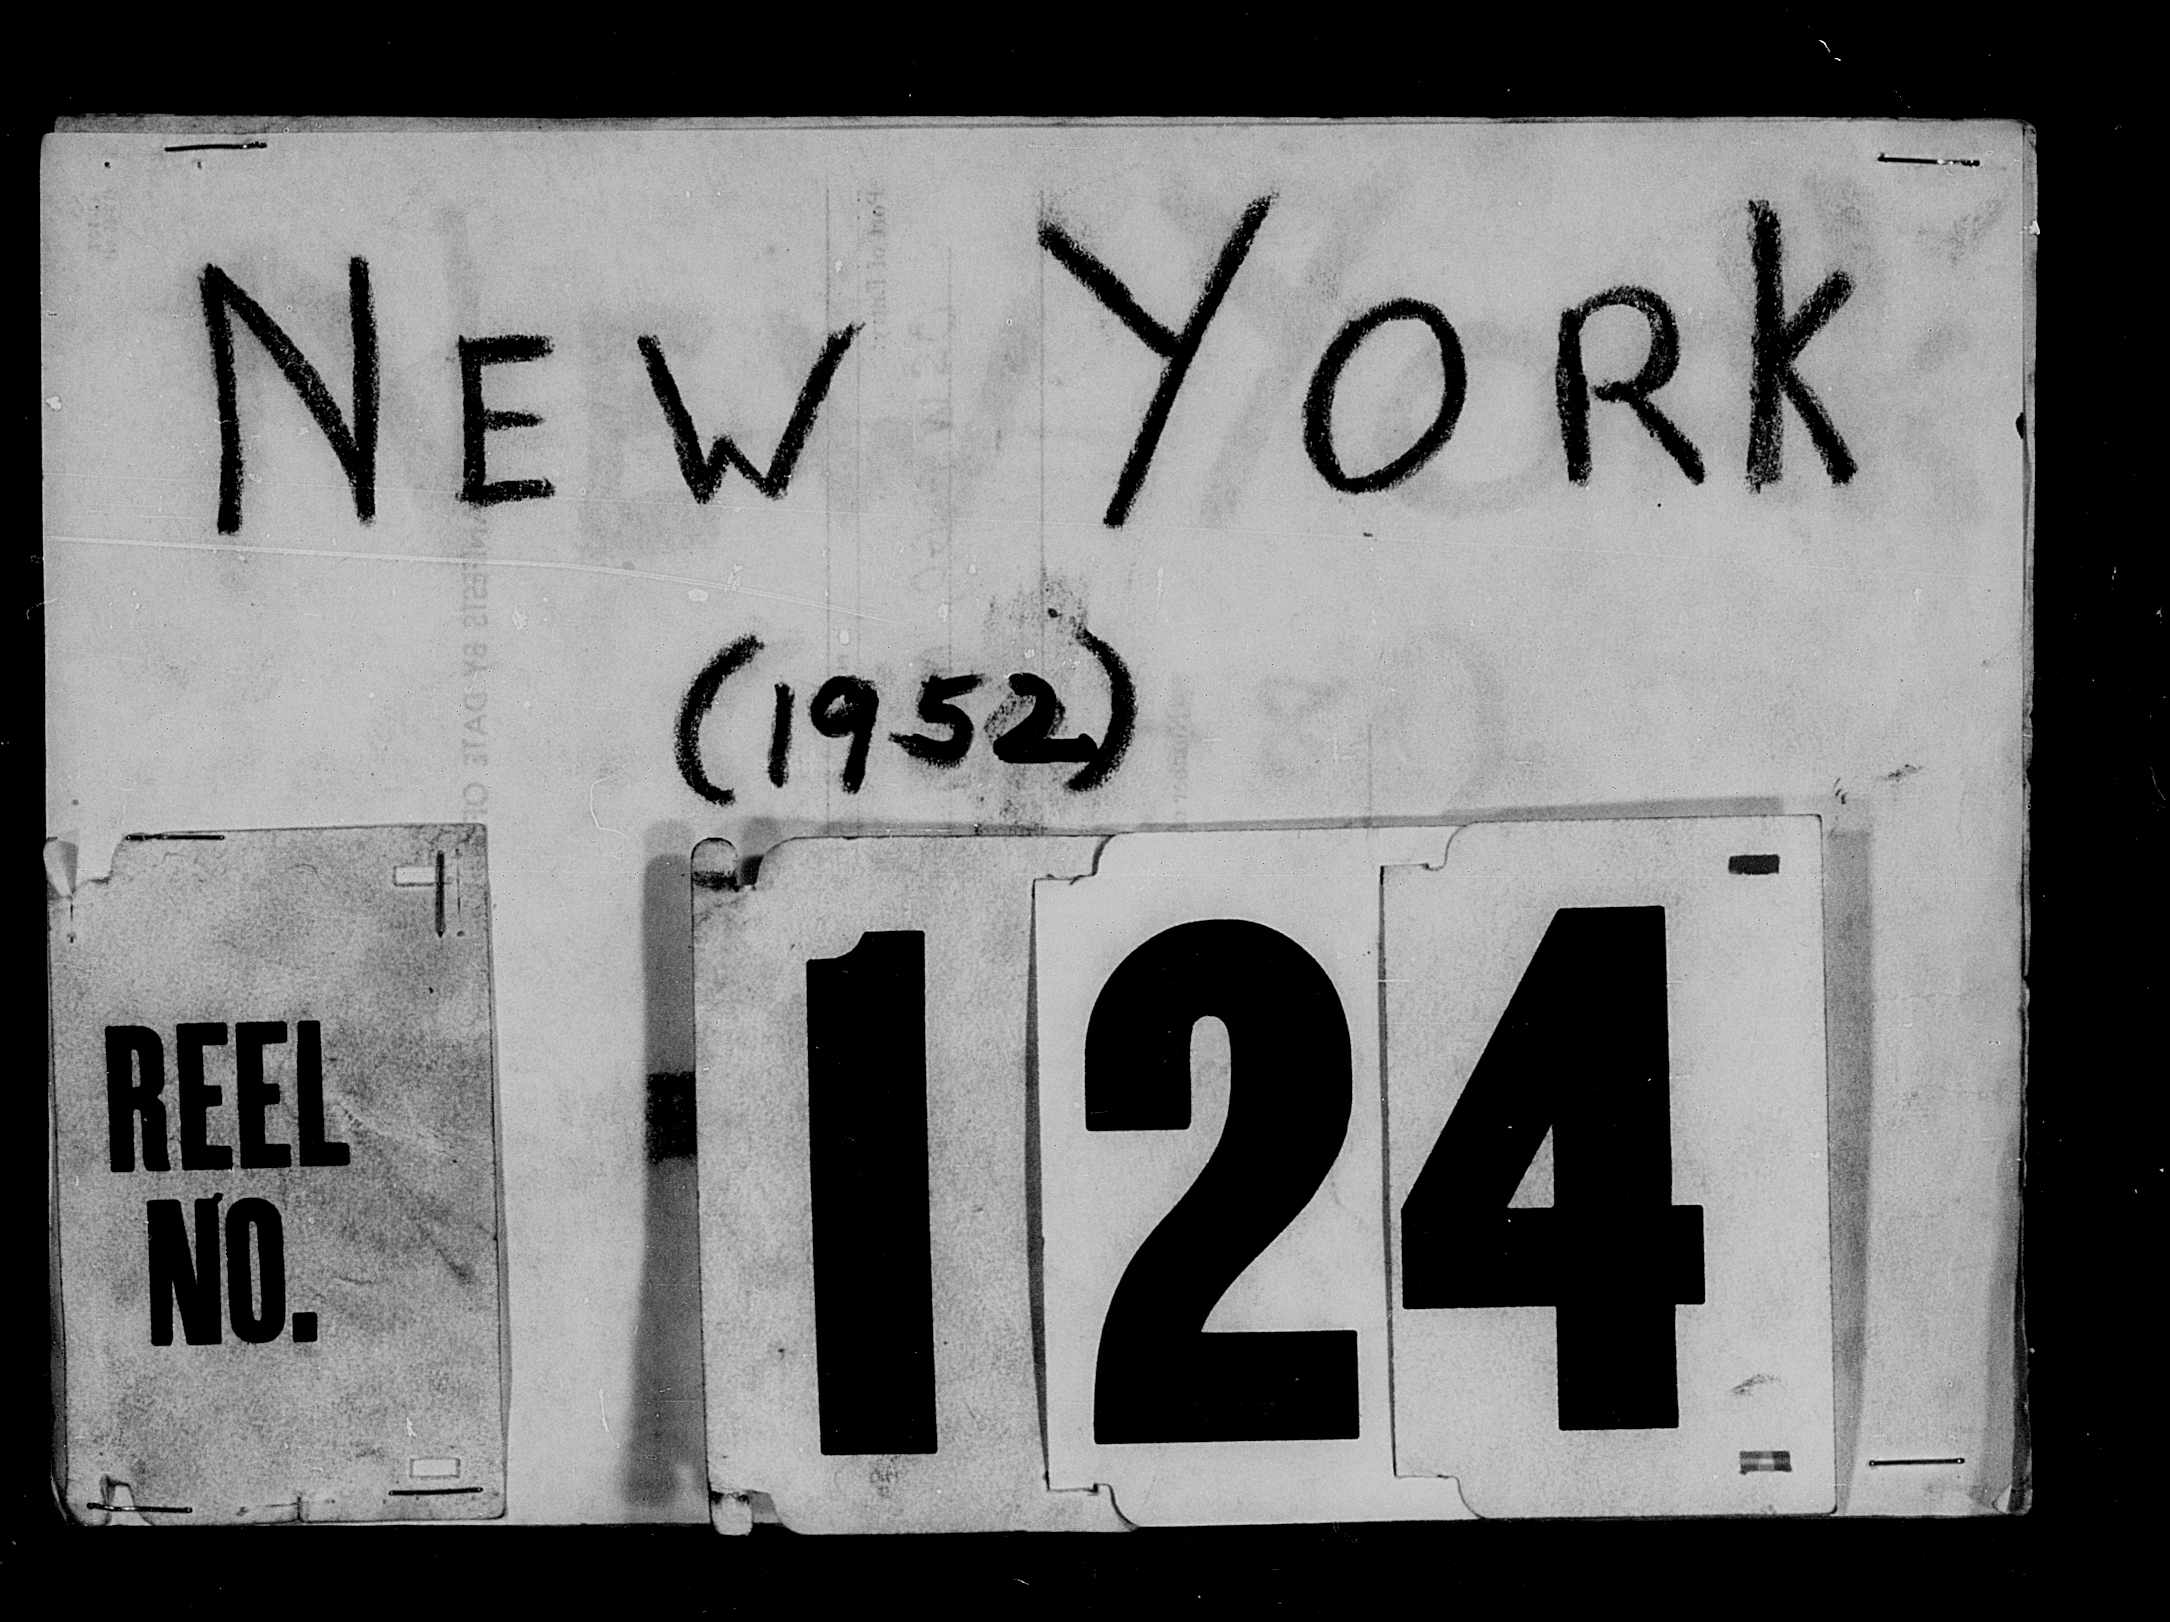 NEW YORK
(1952)
REEL
NO.
124